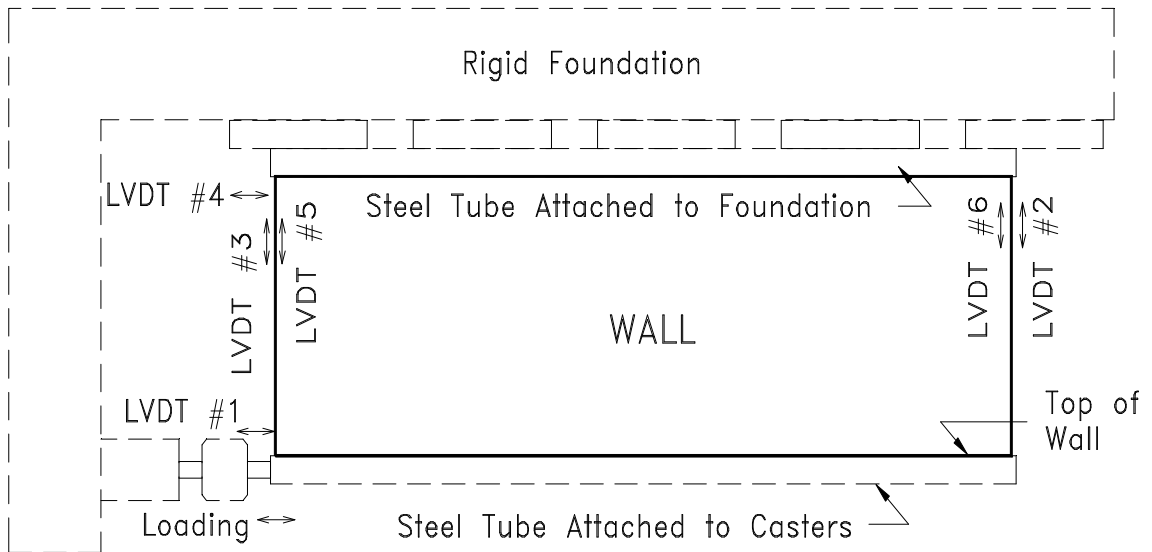 Rigid Foundation
LVDT #4
Steel Tube Attached to Foundation
LVDT #3
LVDT #5
LVDT #6
LVDT #2
WALL
LVDT #1
Top of
Wall
Loading
Steel Tube Attached to Casters